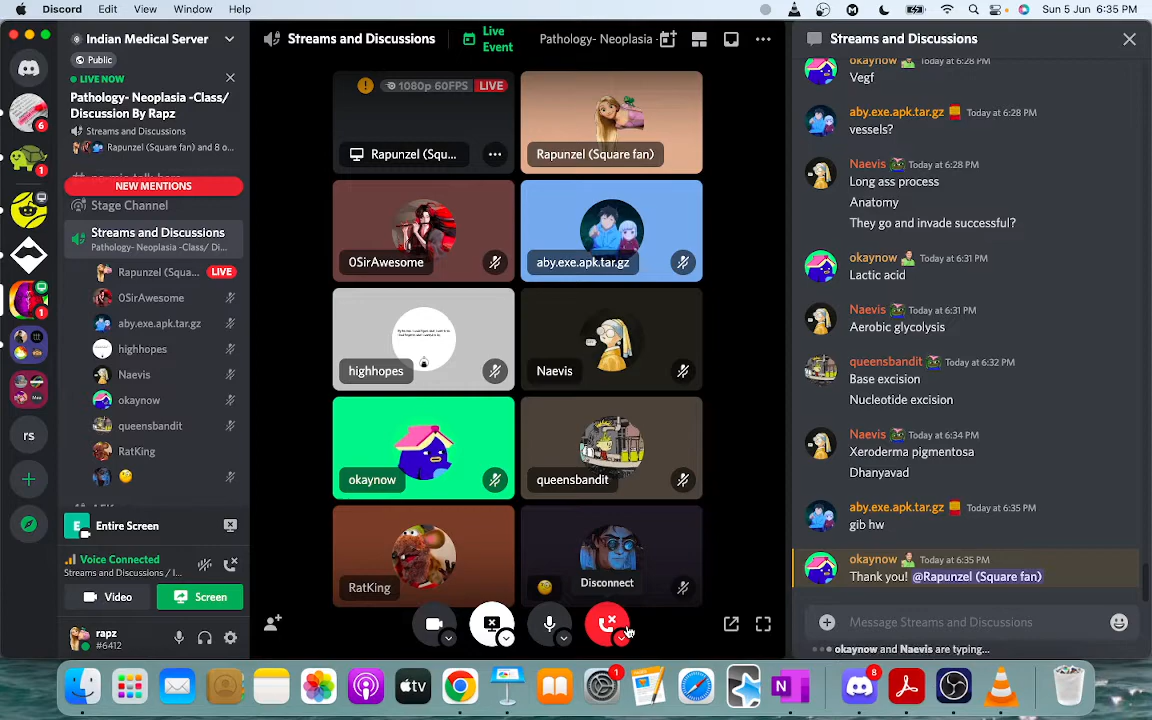 Discord Edit View Window Help
Sun 5 Jun 6:35 PM
Indian Medical Server
Public
LIVE NOW
Pathology- Neoplasia -Class/
Discussion By Rapz
Streams and Discussions
Rapunzel (Square fan) and 8 o...
NEW MENTIONS
Stage Channel
Streams and Discussions
Pathology- Neoplasia -Class/ Di...
Rapunzel (Squa... LIVE
0SirAwesome
aby.exe.apk.tar.gz
highhopes
Naevis
okaynow
queensbandit
RatKing
6
1
1
rs
E Entire Screen
Voice Connected
Streams and Discussions / I...
Video
Screen
rapz
#6412
Streams and Discussions
Live
Event
Pathology- Neoplasia -
1080p 60FPS LIVE
Rapunzel (Squ...
Rapunzel (Square fan)
0SirAwesome
aby.exe.apk.tar.gz
highhopes
Naevis
okaynow
queensbandit
RatKing
Disconnect
Streams and Discussions
okaynow Today at 6:28 PM
Vegf
aby.exe.apk.tar.gz Today at 6:28 PM
vessels?
Naevis Today at 6:28 PM
Long ass process
Anatomy
They go and invade successful?
okaynow Today at 6:31 PM
Lactic acid
Naevis Today at 6:31 PM
Aerobic glycolysis
queensbandit Today at 6:32 PM
Base excision
Nucleotide excision
Naevis Today at 6:34 PM
Xeroderma pigmentosa
Dhanyavad
aby.exe.apk.tar.gz Today at 6:35 PM
gib hw
okaynow Today at 6:35 PM
Thank you! @Rapunzel (Square fan)
Message Streams and Discussions
okaynow and Naevis are typing...
tv
1
N
8